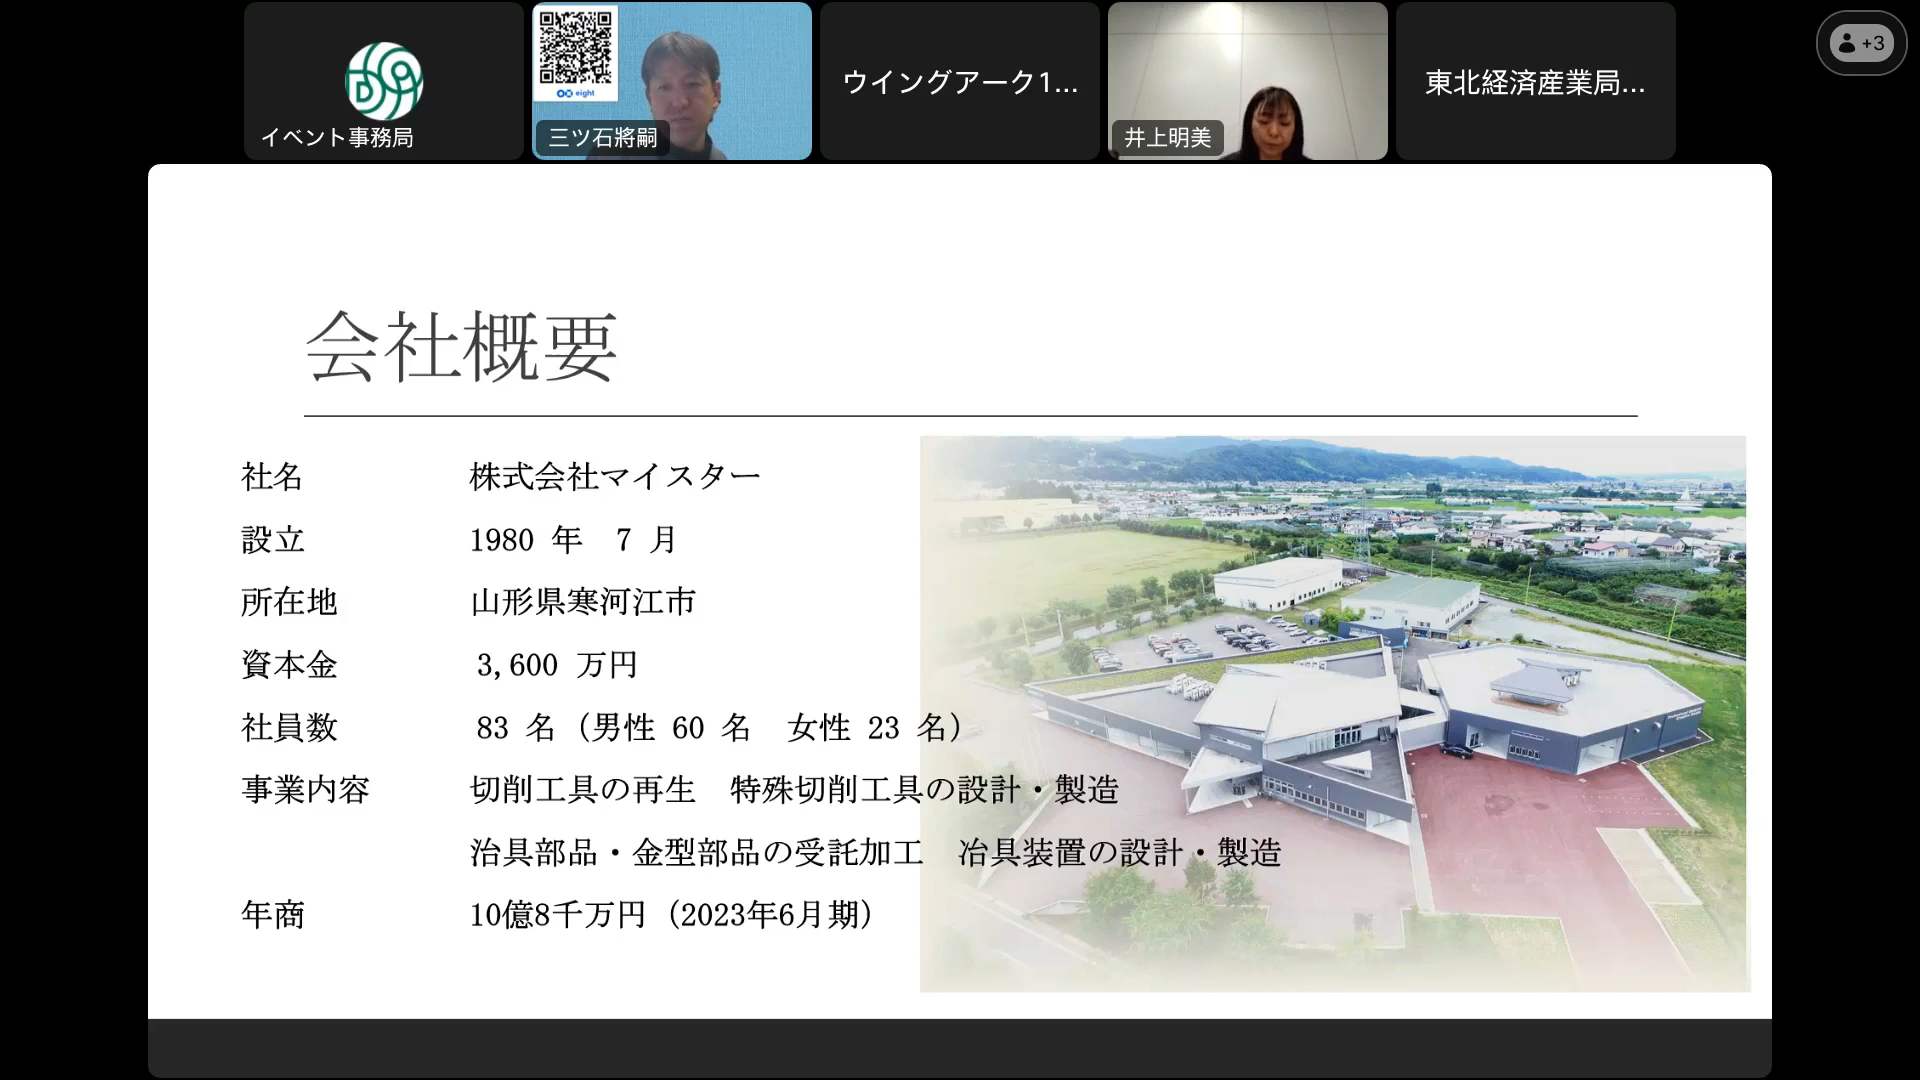 イベント事務局
eight
三ツ石將嗣
ウイングアーク1...
井上明美
東北経済産業局...
+3
会社概要
社名 株式会社マイスター
設立 1980 年 7 月
所在地 山形県寒河江市
資本金 3,600 万円
社員数 83 名（男性 60 名 女性 23 名）
事業内容 切削工具の再生 特殊切削工具の設計・製造
治具部品・金型部品の受託加工 冶具装置の設計・製造
年商 10億8千万円（2023年6月期）